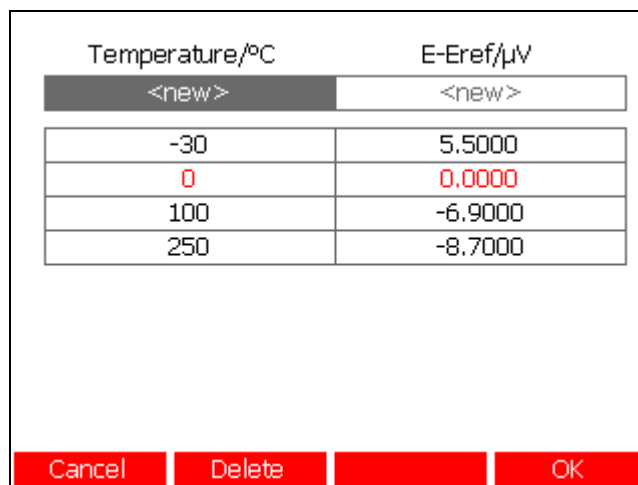 Temperature/ºC E-Eref/µV
<new> <new>
-30 5.5000
0 0.0000
100 -6.9000
250 -8.7000
Cancel Delete OK